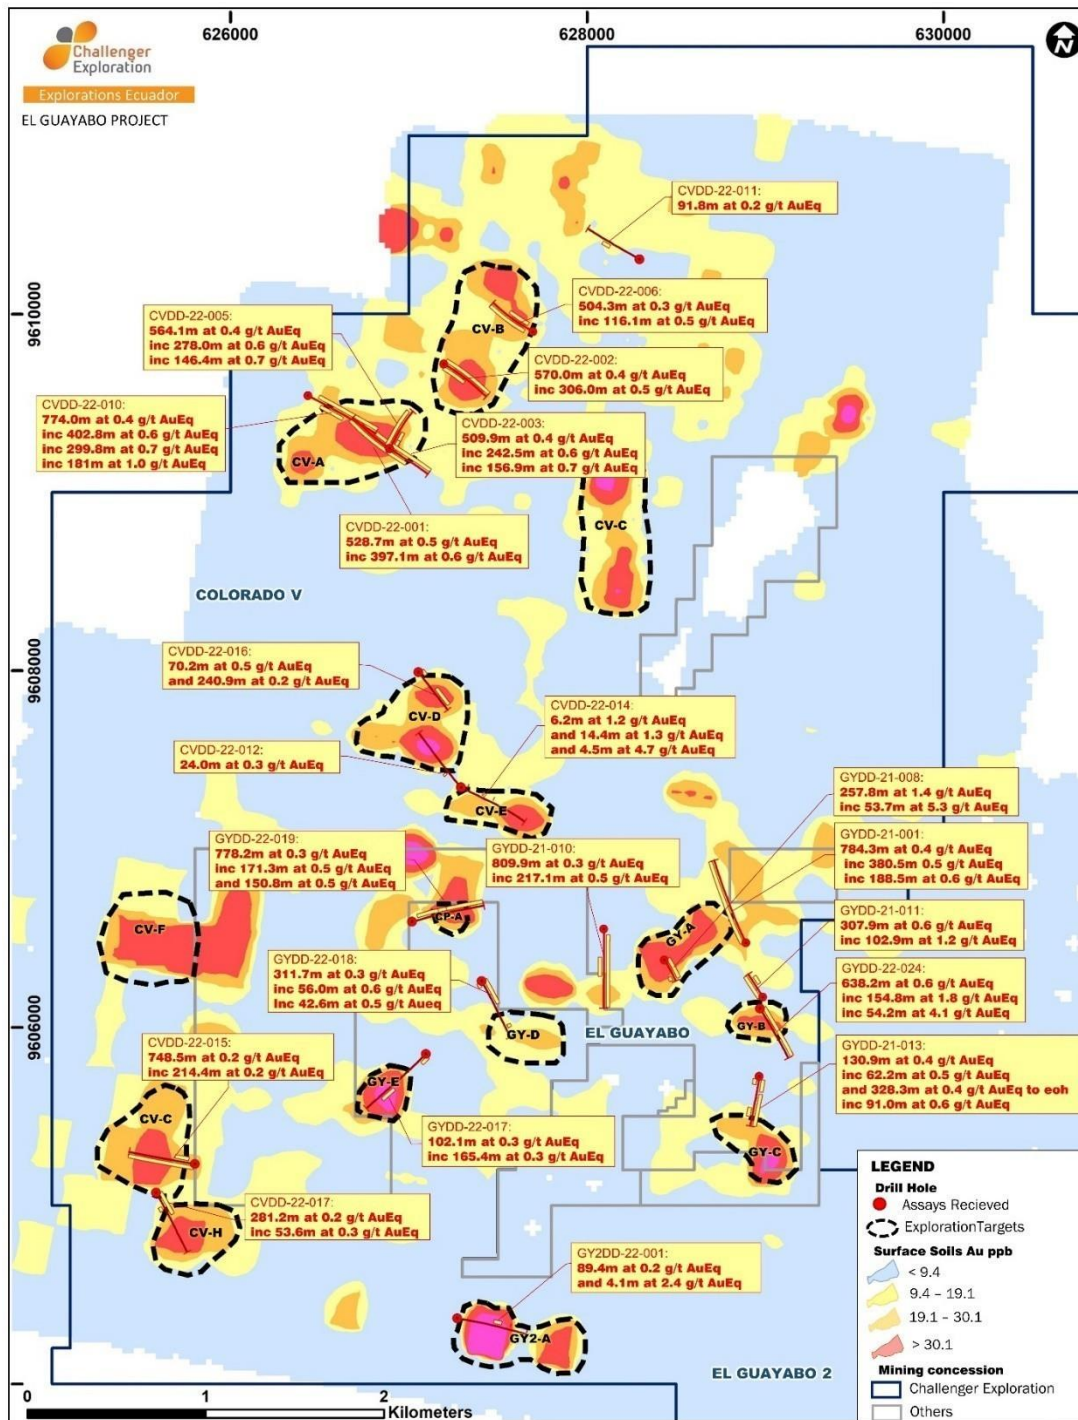 626000
628000
630000
N
Challenger
Exploration
Explorations Ecuador
EL GUAYABO PROJECT
CVDD-22-011:
91.8m at 0.2 g/t AuEq
9610000
CVDD-22-006:
504.3m at 0.3 g/t AuEq
inc 116.1m at 0.5 g/t AuEq
CV-B
CVDD-22-005:
564.1m at 0.4 g/t AuEq
inc 278.0m at 0.6 g/t AuEq
inc 146.4m at 0.7 g/t AuEq
CVDD-22-002:
570.0m at 0.4 g/t AuEq
inc 306.0m at 0.5 g/t AuEq
CVDD-22-010:
774.0m at 0.4 g/t AuEq
inc 402.8m at 0.6 g/t AuEq
inc 299.8m at 0.7 g/t AuEq
inc 181m at 1.0 g/t AuEq
CVDD-22-003:
509.9m at 0.4 g/t AuEq
inc 242.5m at 0.6 g/t AuEq
inc 156.9m at 0.7 g/t AuEq
CV-A
CVDD-22-001:
528.7m at 0.5 g/t AuEq
inc 397.1m at 0.6 g/t AuEq
CV-C
COLORADO V
9608000
CVDD-22-016:
70.2m at 0.5 g/t AuEq
and 240.9m at 0.2 g/t AuEq
CV-D
CVDD-22-014:
6.2m at 1.2 g/t AuEq
and 14.4m at 1.3 g/t AuEq
and 4.5m at 4.7 g/t AuEq
CVDD-22-012:
24.0m at 0.3 g/t AuEq
CV-E
GYDD-21-008:
257.8m at 1.4 g/t AuEq
inc 53.7m at 5.3 g/t AuEq
GYDD-22-019:
778.2m at 0.3 g/t AuEq
inc 171.3m at 0.5 g/t AuEq
and 150.8m at 0.5 g/t AuEq
GYDD-21-010:
809.9m at 0.3 g/t AuEq
inc 217.1m at 0.5 g/t AuEq
GYDD-21-001:
784.3m at 0.4 g/t AuEq
inc 380.5m 0.5 g/t AuEq
inc 188.5m at 0.6 g/t AuEq
CV-F
CP-A
GY-A
GYDD-21-011:
307.9m at 0.6 g/t AuEq
inc 102.9m at 1.2 g/t AuEq
GYDD-22-018:
311.7m at 0.3 g/t AuEq
inc 56.0m at 0.6 g/t AuEq
Inc 42.6m at 0.5 g/t Aueq
GYDD-22-024:
638.2m at 0.6 g/t AuEq
inc 154.8m at 1.8 g/t AuEq
inc 54.2m at 4.1 g/t AuEq
GY-D
EL GUAYABO
GY-B
9606000
CVDD-22-015:
748.5m at 0.2 g/t AuEq
inc 214.4m at 0.2 g/t AuEq
GYDD-21-013:
130.9m at 0.4 g/t AuEq
inc 62.2m at 0.5 g/t AuEq
and 328.3m at 0.4 g/t AuEq to eoh
inc 91.0m at 0.6 g/t AuEq
GY-E
CV-C
GYDD-22-017:
102.1m at 0.3 g/t AuEq
inc 165.4m at 0.3 g/t AuEq
GY-C
CVDD-22-017:
281.2m at 0.2 g/t AuEq
inc 53.6m at 0.3 g/t AuEq
CV-H
GY2DD-22-001:
89.4m at 0.2 g/t AuEq
and 4.1m at 2.4 g/t AuEq
GY2-A
EL GUAYABO 2
LEGEND
Drill Hole
Assays Recieved
ExplorationTargets
Surface Soils Au ppb
< 9.4
9.4 – 19.1
19.1 – 30.1
> 30.1
Mining concession
Challenger Exploration
Others
0 1 2
Kilometers